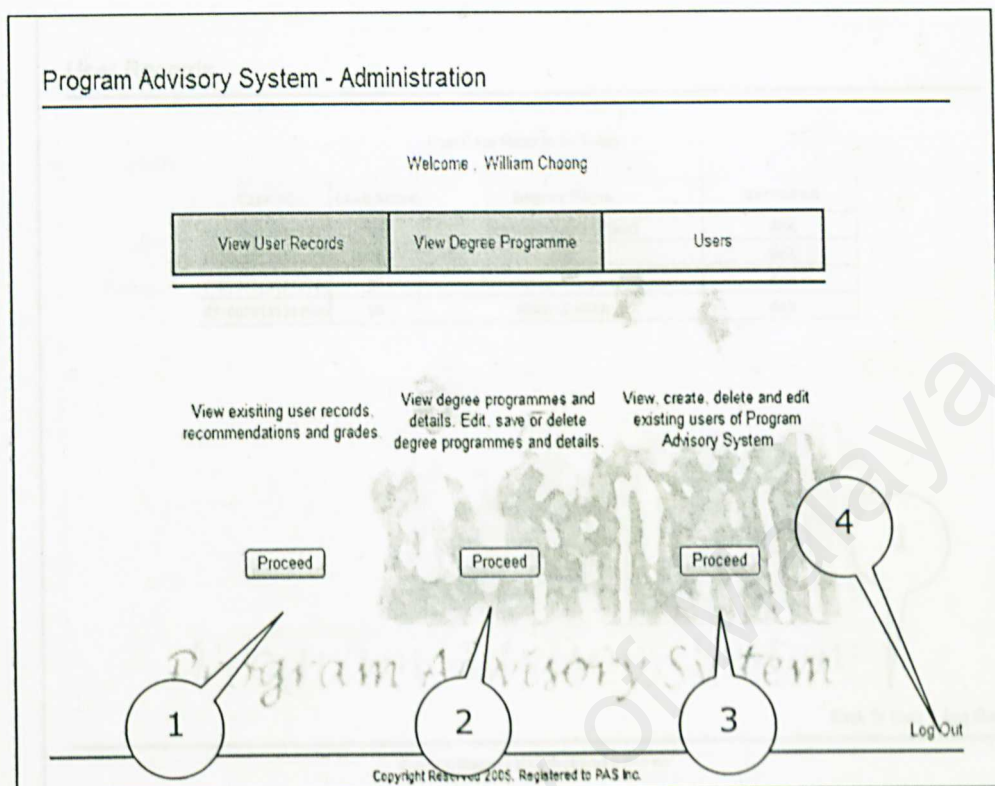 Program Advisory System - Administration
Welcome , William Choong
View User Records View Degree Programme Users
View exisiting user records, recommendations and grades.
View degree programmes and details. Edit, save or delete degree programmes and details.
View, create, delete and edit existing users of Program Advisory System
Proceed Proceed Proceed
4
Program Advisory System
1 2 3
Log Out
Copyright Reserved 2005. Registered to PAS Inc.
of Malaya